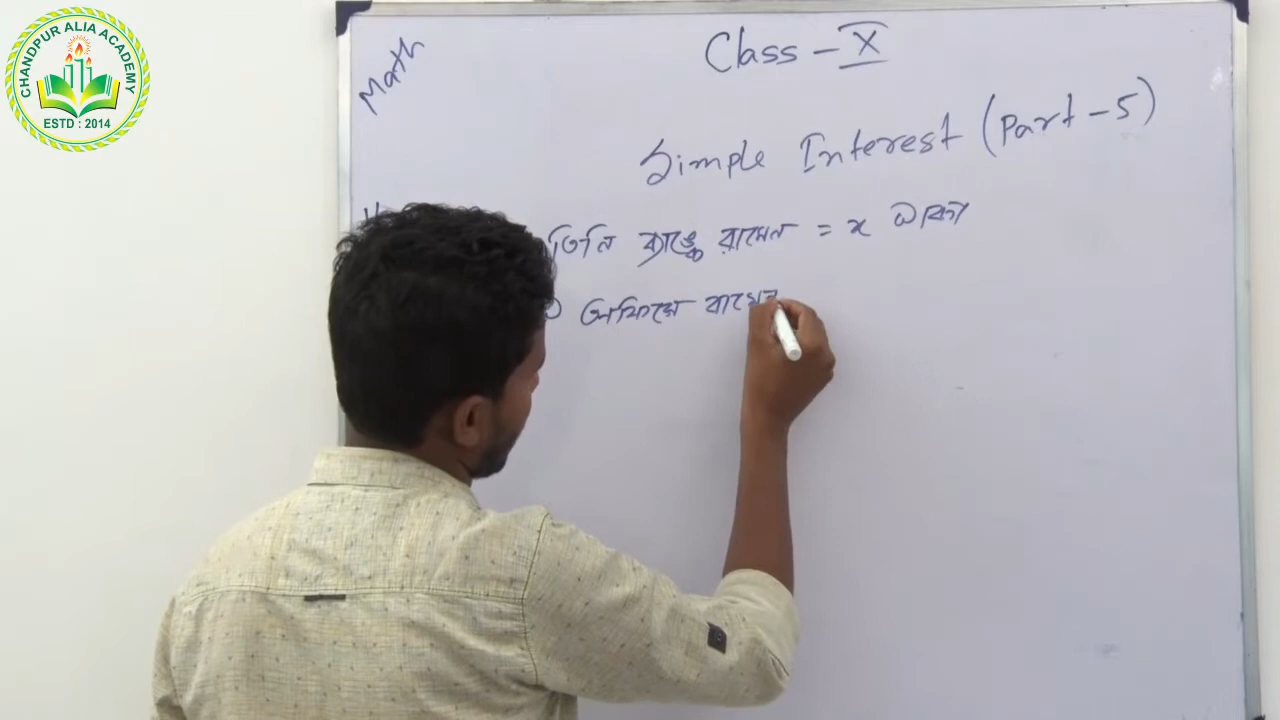 CHANDPUR ALIA ACADEMY
ESTD : 2014
Math
Class - X
Simple Interest (Part - 5)
তিনি ব্যাঙ্কে রাখেন = x টাকা
অফিসে রাখেন